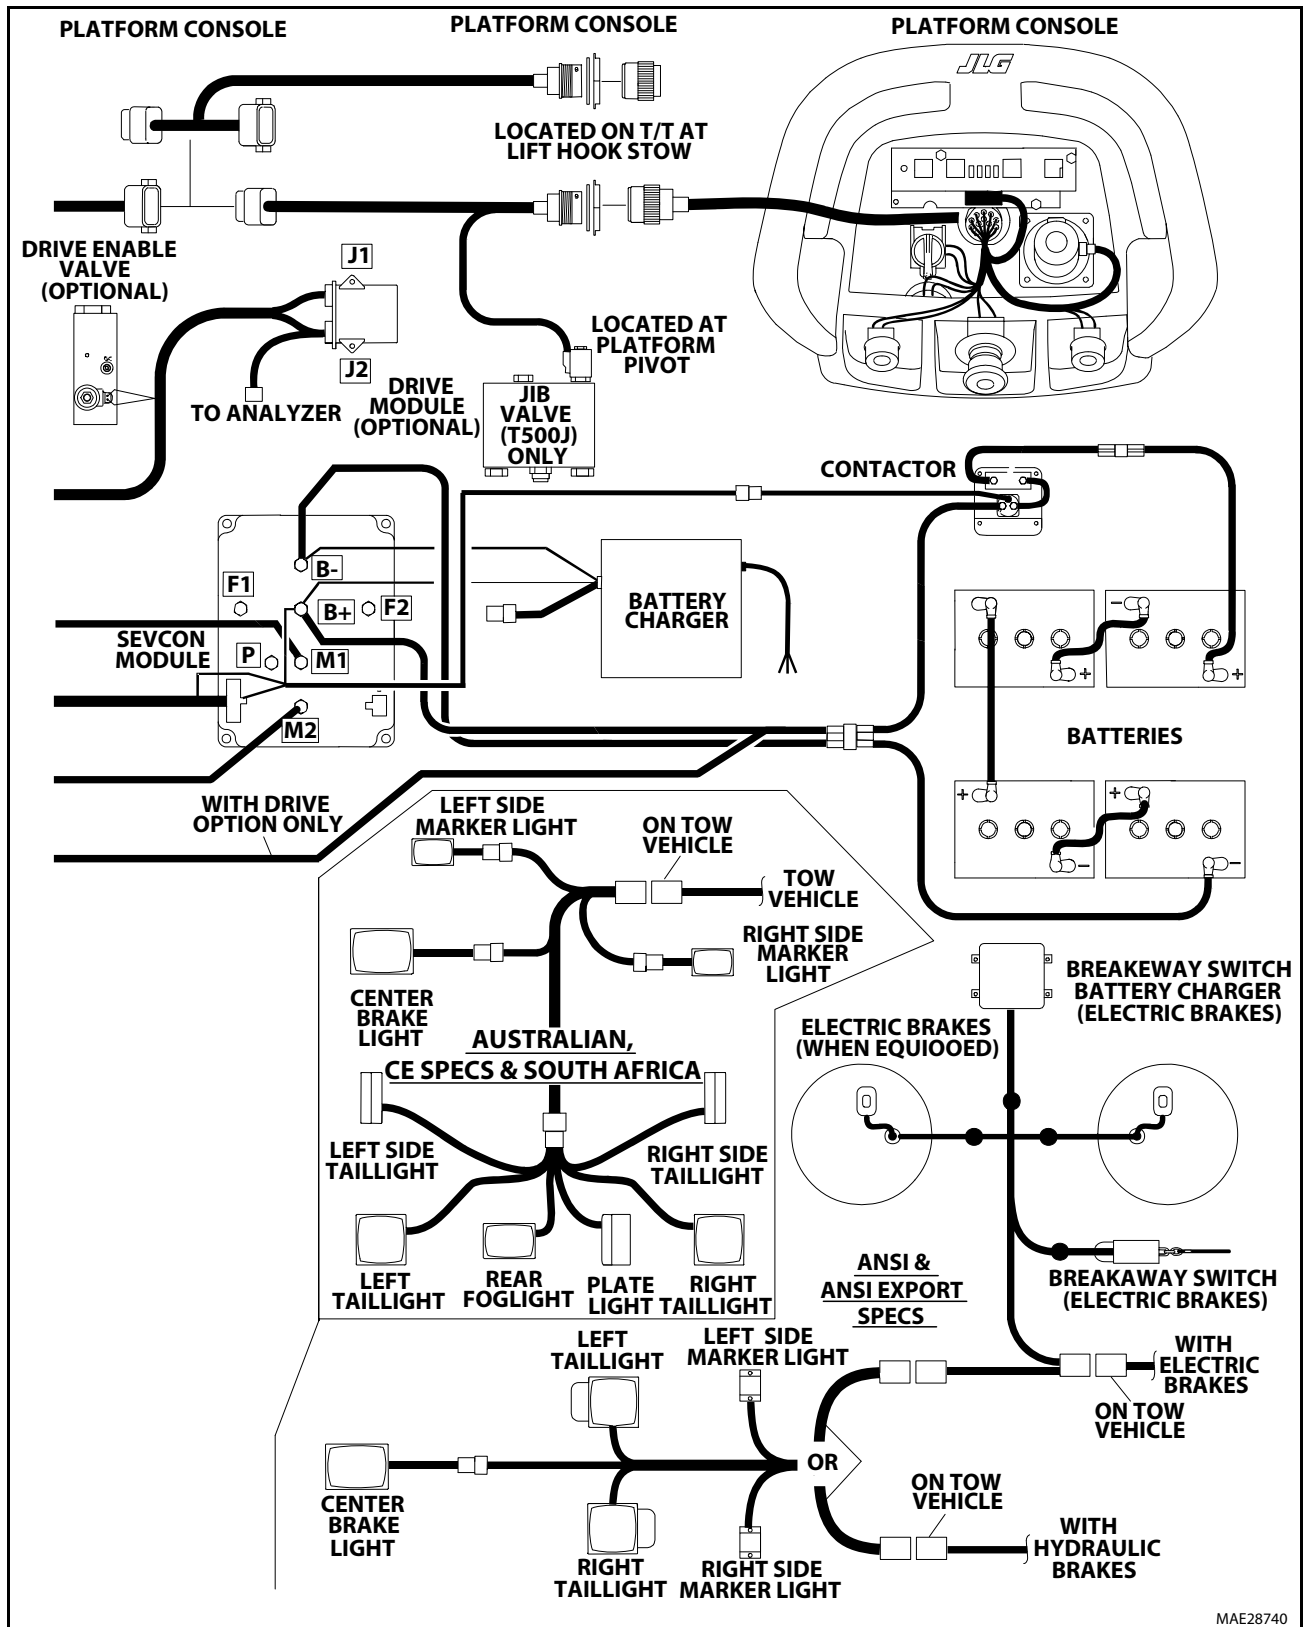 PLATFORM CONSOLE
PLATFORM CONSOLE
PLATFORM CONSOLE
JLG
LOCATED ON T/T AT
LIFT HOOK STOW
DRIVE ENABLE
VALVE
(OPTIONAL)
J1
J2
TO ANALYZER
DRIVE
MODULE
(OPTIONAL)
LOCATED AT
PLATFORM
PIVOT
JIB
VALVE
(T500J)
ONLY
CONTACTOR
B-
F1
B+
F2
SEVCON
MODULE
P
M1
M2
-
BATTERY
CHARGER
-
+
+
BATTERIES
+
+
-
-
WITH DRIVE
OPTION ONLY
LEFT SIDE
MARKER LIGHT
ON TOW
VEHICLE
TOW
VEHICLE
RIGHT SIDE
MARKER
LIGHT
CENTER
BRAKE
LIGHT
AUSTRALIAN,
CE SPECS & SOUTH AFRICA
LEFT SIDE
TAILLIGHT
RIGHT SIDE
TAILLIGHT
LEFT
TAILLIGHT
REAR
FOGLIGHT
PLATE
LIGHT
RIGHT
TAILLIGHT
BREAKEWAY SWITCH
BATTERY CHARGER
(ELECTRIC BRAKES)
ELECTRIC BRAKES
(WHEN EQUIOOED)
BREAKAWAY SWITCH
(ELECTRIC BRAKES)
ANSI &
ANSI EXPORT
SPECS
LEFT
TAILLIGHT
LEFT SIDE
MARKER LIGHT
WITH
ELECTRIC
BRAKES
ON TOW
VEHICLE
OR
CENTER
BRAKE
LIGHT
RIGHT
TAILLIGHT
RIGHT SIDE
MARKER LIGHT
ON TOW
VEHICLE
WITH
HYDRAULIC
BRAKES
MAE28740